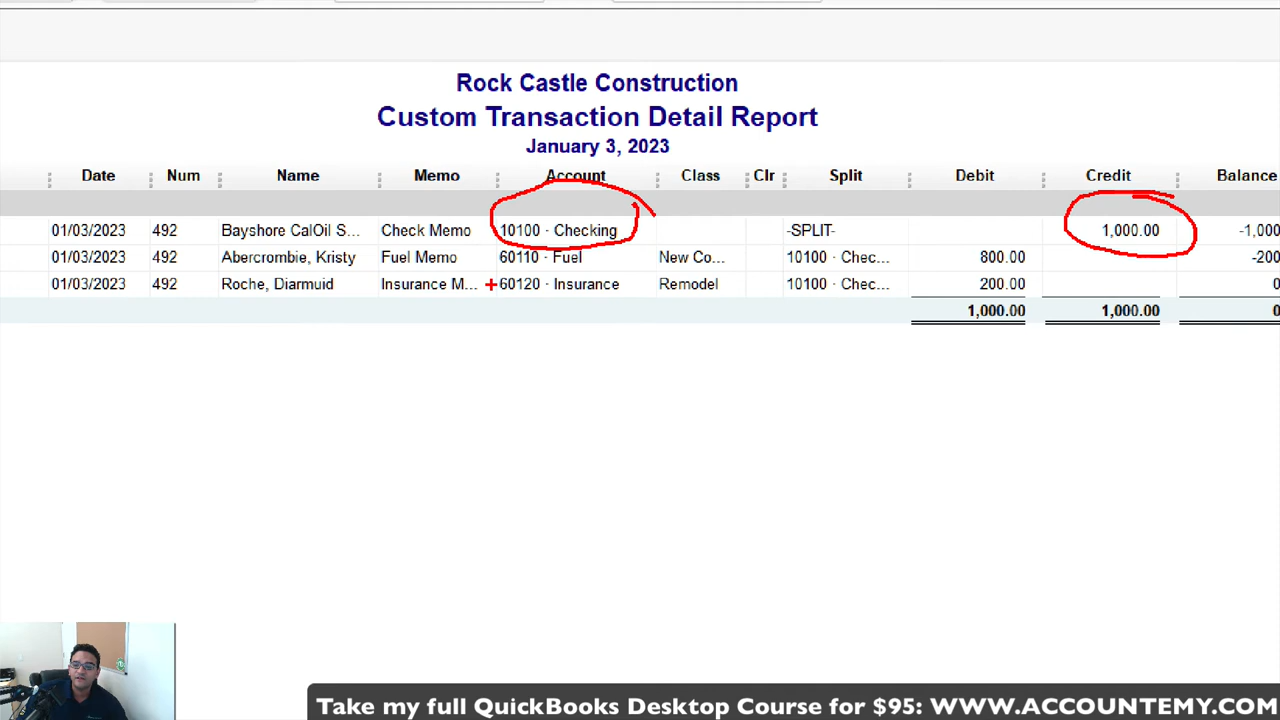 Rock Castle Construction
Custom Transaction Detail Report
January 3, 2023
Date Num Name Memo Account Class Clr Split Debit Credit Balance
01/03/2023 492 Bayshore CalOil S... Check Memo 10100 · Checking -SPLIT- 1,000.00 -1,000
01/03/2023 492 Abercrombie, Kristy Fuel Memo 60110 · Fuel New Co... 10100 · Chec... 800.00 -200
01/03/2023 492 Roche, Diarmuid Insurance M... 60120 · Insurance Remodel 10100 · Chec... 200.00 0
1,000.00 1,000.00 0
Take my full QuickBooks Desktop Course for $95: WWW.ACCOUNTEMY.COM